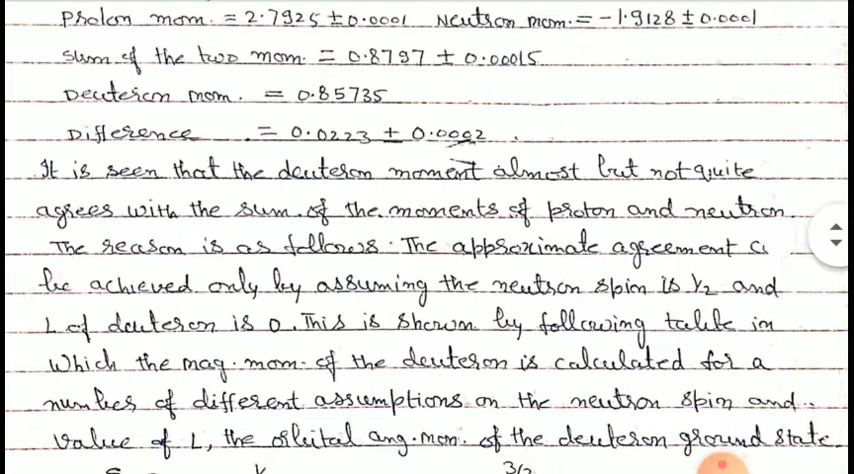 Proton mom. = 2.7925 ± 0.0001 Neutron mom. = -1.9128 ± 0.0001
Sum of the two mom. = 0.8797 ± 0.00015
Deuteron mom. = 0.85735
Difference . = 0.0223 ± 0.0002 .
It is seen that the deuteron moment almost but not quite
agrees with the sum of the moments of proton and neutron.
The reason is as follows. The approximate agreement
be achieved only by assuming the neutron spin is 1/2 and
L of deuteron is 0. This is shown by following table in
which the mag. mom. of the deuteron is calculated for a
number of different assumptions on the neutron spin and
value of L, the orbital ang. mom. of the deuteron ground state.
3/2